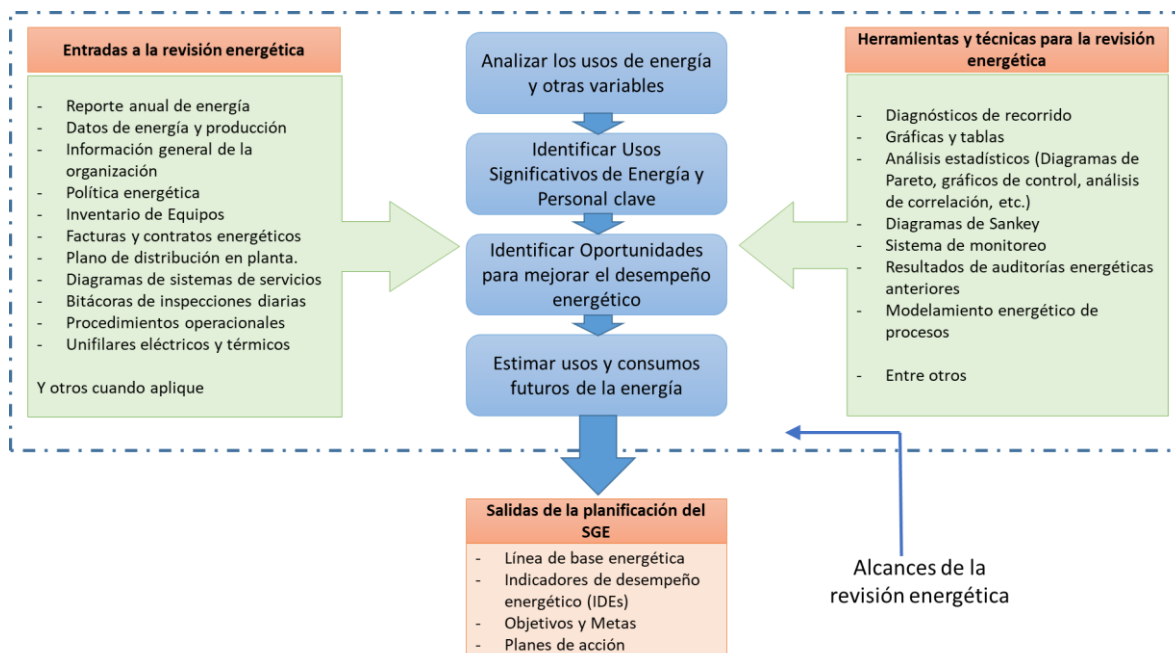 Entradas a la revisión energética
- Reporte anual de energía
- Datos de energía y producción
- Información general de la
organización
- Política energética
- Inventario de Equipos
- Facturas y contratos energéticos
- Plano de distribución en planta.
- Diagramas de sistemas de servicios
- Bitácoras de inspecciones diarias
- Procedimientos operacionales
- Unifilares eléctricos y térmicos
Y otros cuando aplique
Analizar los usos de energía
y otras variables
Identificar Usos
Significativos de Energía y
Personal clave
Identificar Oportunidades
para mejorar el desempeño
energético
Estimar usos y consumos
futuros de la energía
Herramientas y técnicas para la revisión
energética
- Diagnósticos de recorrido
- Gráficas y tablas
- Análisis estadísticos (Diagramas de
Pareto, gráficos de control, análisis
de correlación, etc.)
- Diagramas de Sankey
- Sistema de monitoreo
- Resultados de auditorías energéticas
anteriores
- Modelamiento energético de
procesos
- Entre otros
Salidas de la planificación del
SGE
- Línea de base energética
- Indicadores de desempeño
energético (IDEs)
- Objetivos y Metas
- Planes de acción
Alcances de la
revisión energética